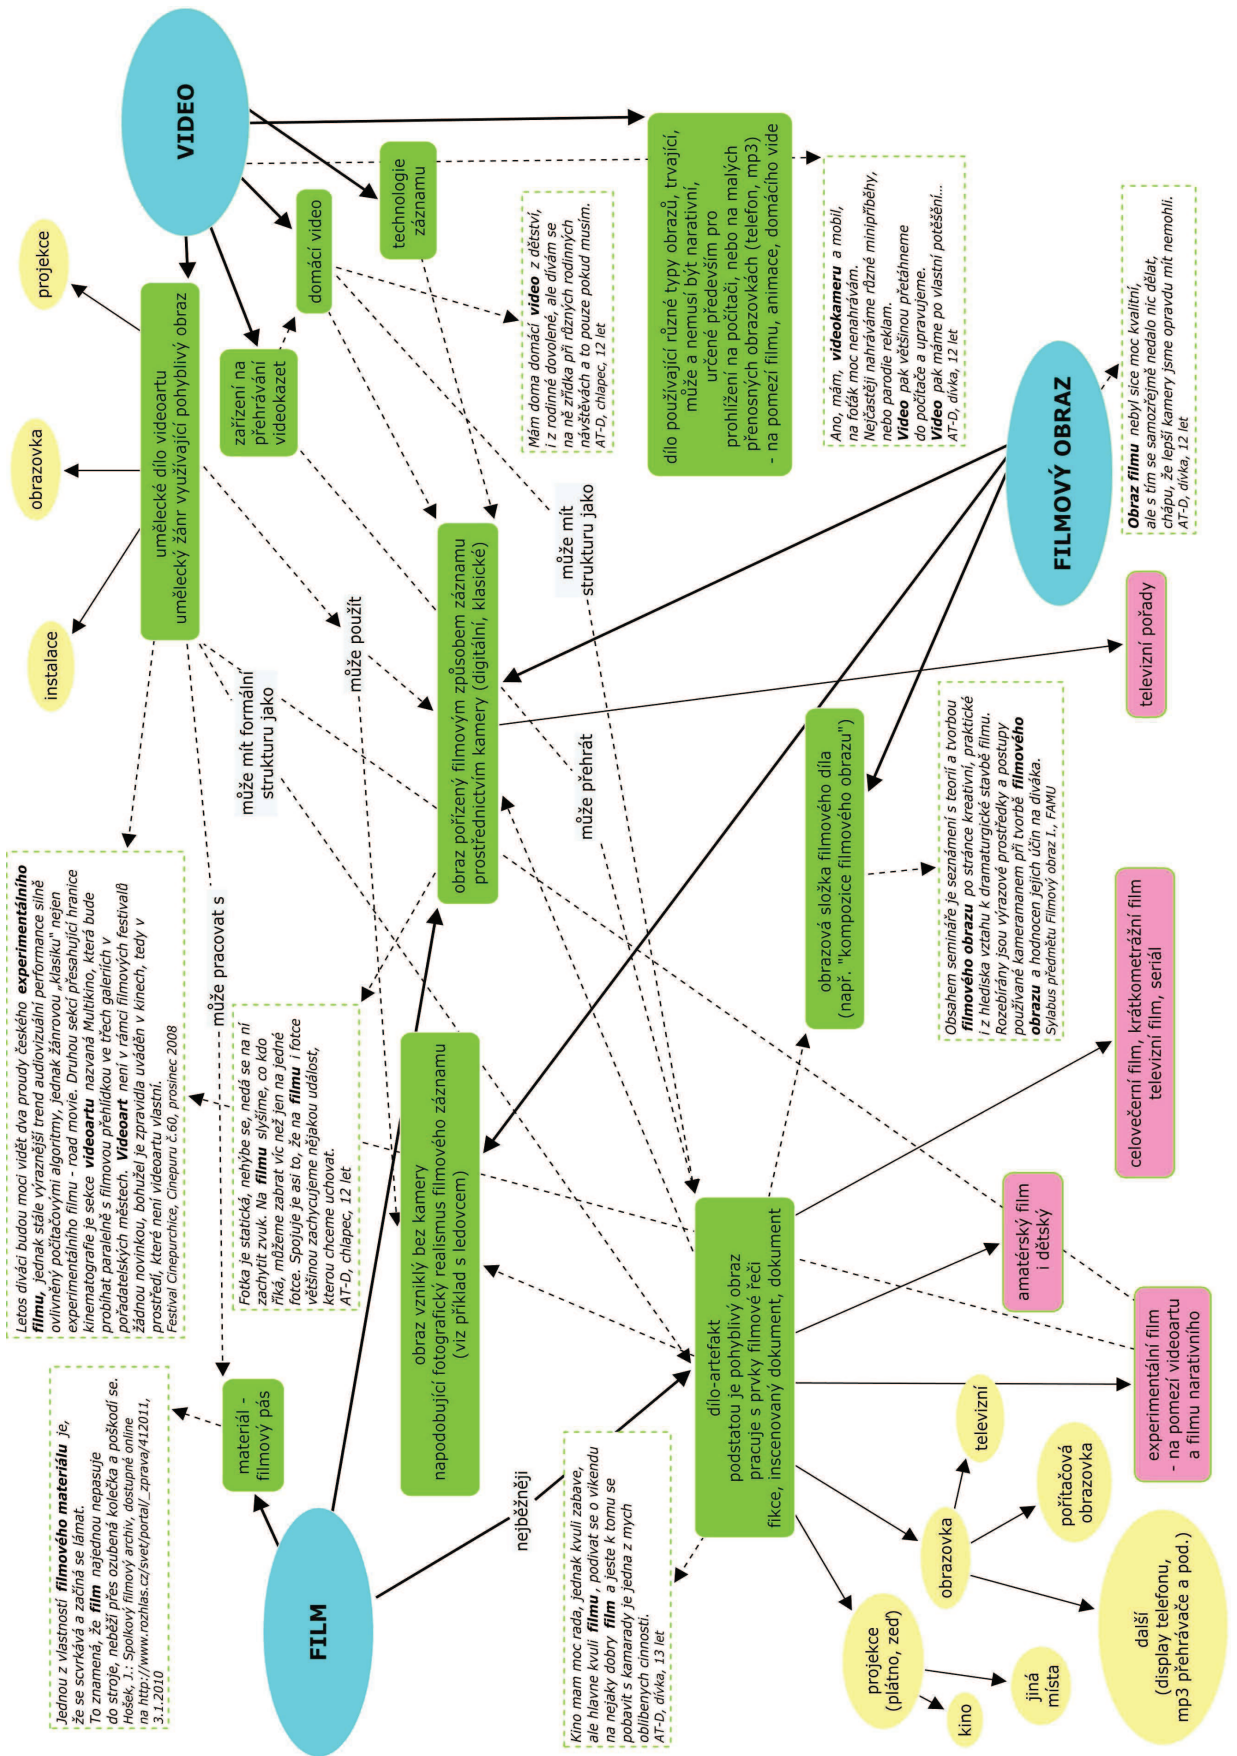 Jednou z vlastností filmového materiálu je,
že se scvrkává a začíná se lámat.
To znamená, že film najednou nepasuje
do stroje, neběží přes ozubená kolečka a poškodí se.
Hošek, J.: Spolkový filmový archiv, dostupné online
na http://www.rozhlas.cz/svet/portal/_zprava/412011,
3.1.2010
Letos diváci budou moci vidět dva proudy českého experimentálního
filmu, jednak stále výraznější trend audiovizuální performance silně
ovlivněný počítačovými algoritmy, jednak žánrovou „klasiku" nejen
experimentálního filmu - road movie. Druhou sekcí přesahující hranice
kinematografie je sekce videoartu nazvaná Multikino, která bude
probíhat paralelně s filmovou přehlídkou ve třech galeriích v
pořadatelských městech. Videoart není v rámci filmových festivalů
žádnou novinkou, bohužel je zpravidla uváděn v kinech, tedy v
prostředí, které není videoartu vlastní.
Festival Cinepurchice, Cinepuru č.60, prosinec 2008
instalace
obrazovka
projekce
umělecké dílo videoartu
umělecký žánr využívající pohyblivý obraz
VIDEO
materiál -
filmový pás
může pracovat s
může mít formální
strukturu jako
zařízení na
přehrávání
videokazet
domácí video
technologie
záznamu
Fotka je statická, nehýbe se, nedá se na ní
zachytit zvuk. Na filmu slyšíme, co kdo
říká, můžeme zabrat víc než jen na jedné
fotce. Spojuje je asi to, že na filmu i fotce
většinou zachycujeme nějakou událost,
kterou chceme uchovat.
AT-D, chlapec, 12 let
může použít
FILM
obraz vzniklý bez kamery
napodobující fotografický realismus filmového záznamu
(viz příklad s ledovcem)
obraz pořízený filmovým způsobem záznamu
prostřednictvím kamery (digitální, klasické)
Mám doma domácí video z dětství,
i z rodinné dovolené, ale dívám se
na ně zřídka při různých rodinných
návštěvách a to pouze pokud musím.
AT-D, chlapec, 12 let
nejběžněji
může přehrát
může mít
strukturu jako
Kino mam moc rada, jednak kvuli zabave,
ale hlavne kvuli filmu , podivat se o vikendu
na nejaky dobry film a jeste k tomu se
pobavit s kamarady je jedna z mych
oblibenych cinnosti.
AT-D, dívka, 13 let
dílo-artefakt
podstatou je pohyblivý obraz
pracuje s prvky filmové řeči
fikce, inscenovaný dokument, dokument
dílo používající různé typy obrazů, trvající,
může a nemusí být narativní,
určené především pro
prohlížení na počítači, nebo na malých
přenosných obrazovkách (telefon, mp3)
- na pomezí filmu, animace, domácího vide
obrazová složka filmového díla
(např. "kompozice filmového obrazu")
Ano, mám, videokameru a mobil,
na foťák moc nenahrávám.
Nejčastěji nahráváme různé minipříběhy,
nebo parodie reklam.
Video pak většinou přetáhneme
do počítače a upravujeme.
Video pak máme po vlastní potěšení...
AT-D, dívka, 12 let
projekce
(plátno, zeď)
kino
jiná
místa
obrazovka
televizní
pořítačová
obrazovka
další
(display telefonu,
mp3 přehrávače a pod.)
Obsahem semináře je seznámení s teorií a tvorbou
filmového obrazu po stránce kreativní, praktické
i z hlediska vztahu k dramaturgické stavbě filmu.
Rozebírány jsou výrazové prostředky a postupy
používané kameramanem při tvorbě filmového
obrazu a hodnocen jejich účin na diváka.
Sylabus předmětu Filmový obraz I., FAMU
FILMOVÝ OBRAZ
amatérský film
i dětský
experimentální film
- na pomezí videoartu
a filmu narativního
celovečerní film, krátkometrážní film
televizní film, seriál
televizní pořady
Obraz filmu nebyl sice moc kvalitní,
ale s tím se samozřejmě nedalo nic dělat,
chápu, že lepší kamery jsme opravdu mít nemohli.
AT-D, dívka, 12 let